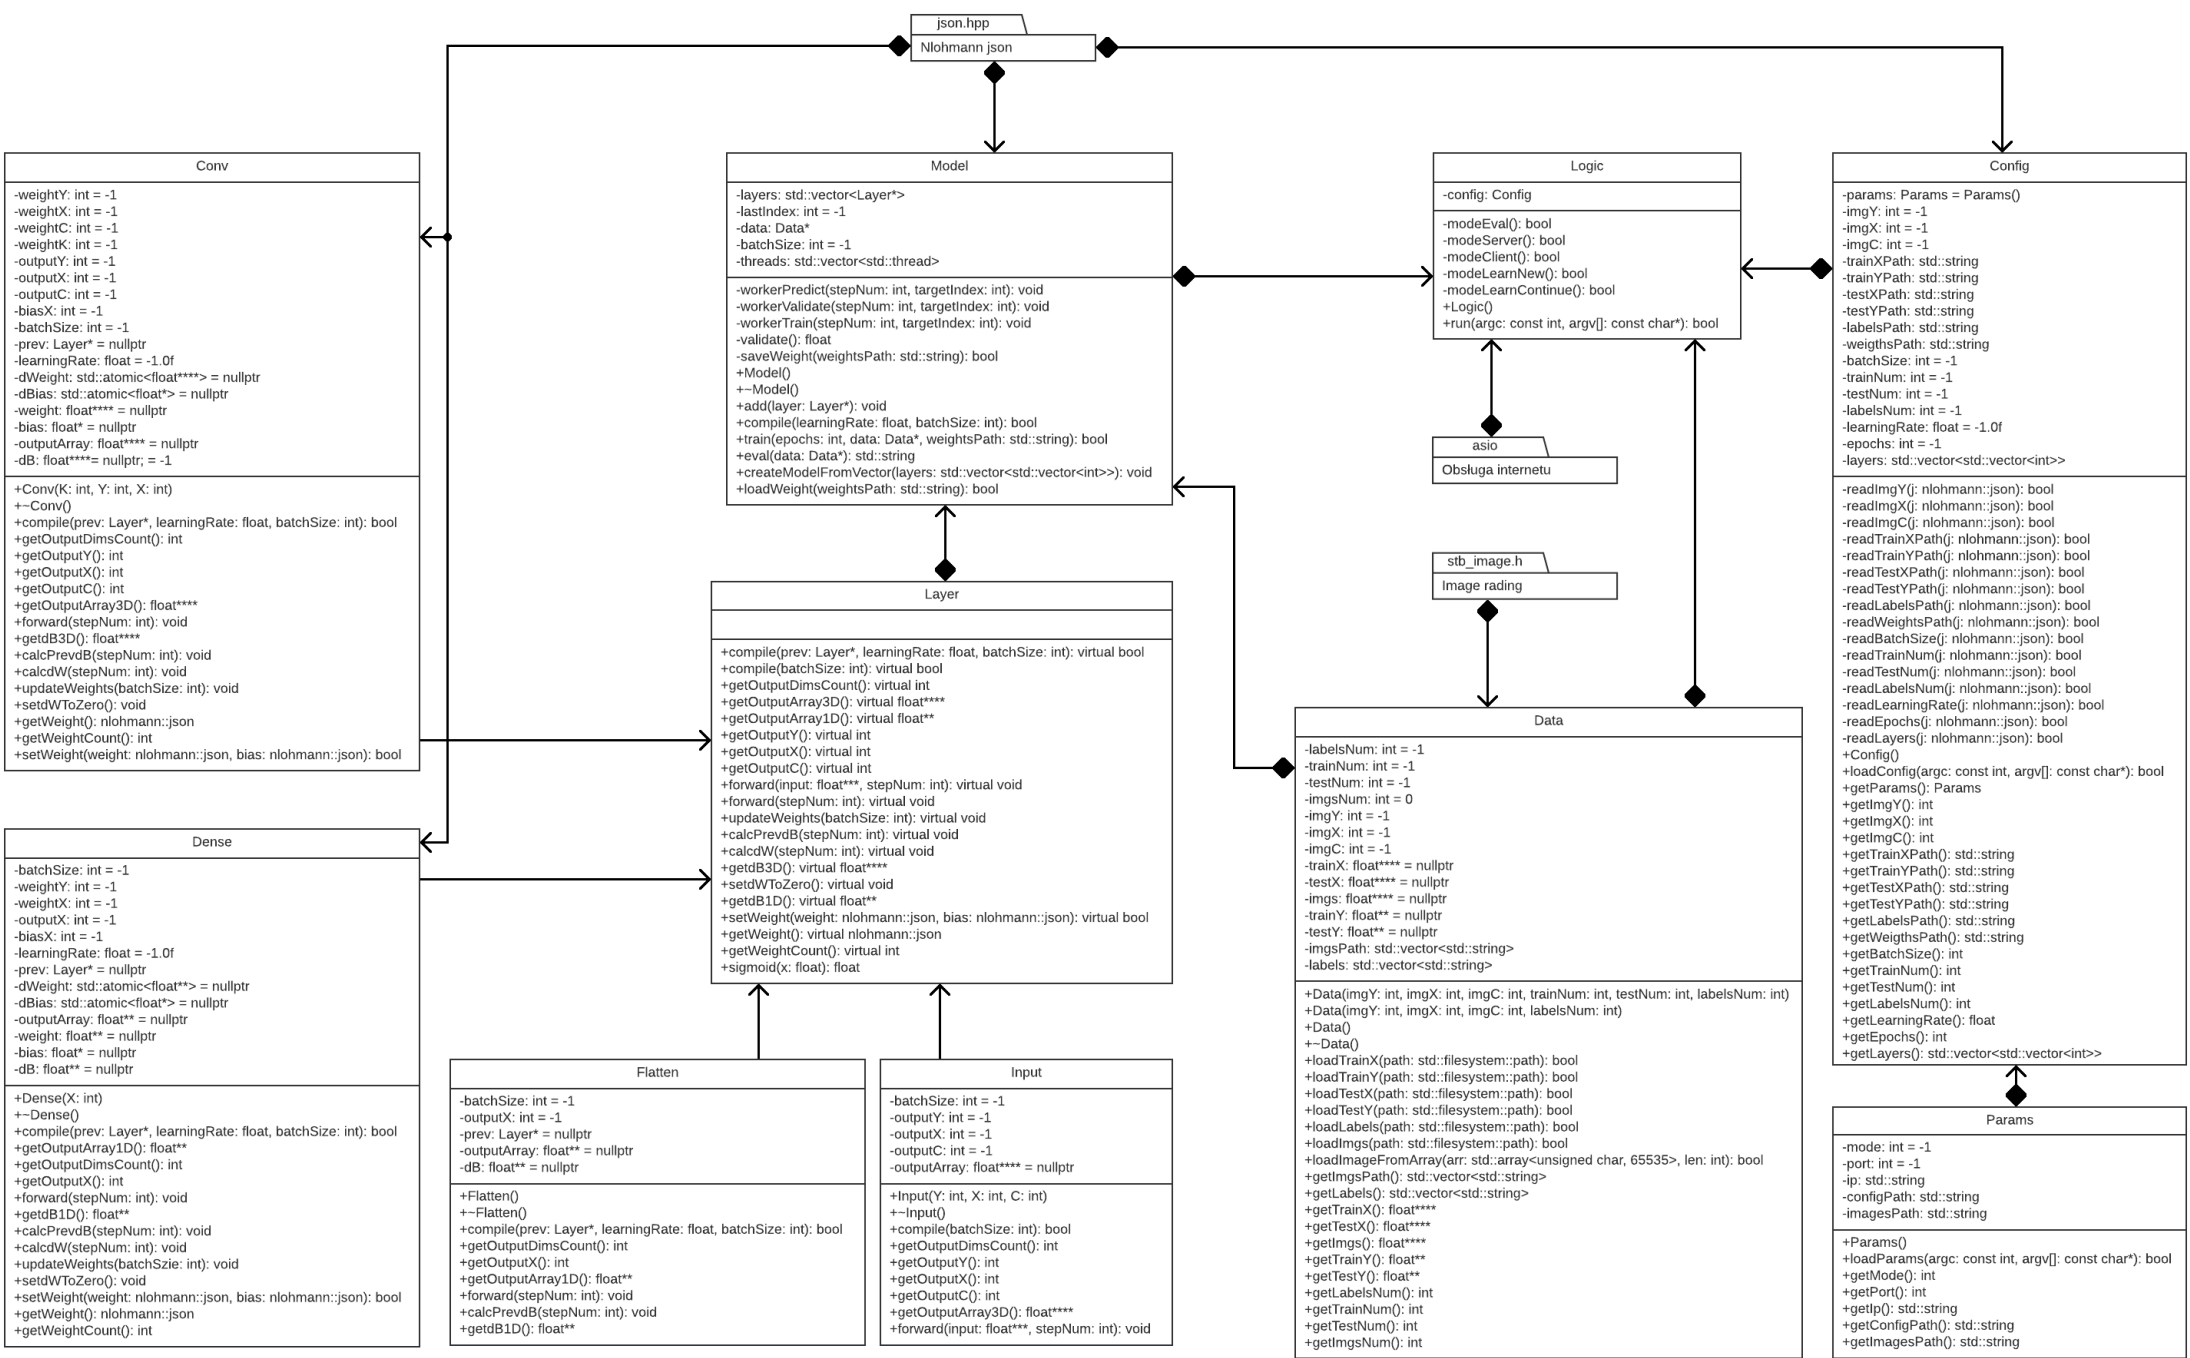 json.hpp
Nlohmann json
Conv
-weightY: int = -1
-weightX: int = -1
-weightC: int = -1
-weightK: int = -1
-outputY: int = -1
-outputX: int = -1
-outputC: int = -1
-biasX: int = -1
-batchSize: int = -1
-prev: Layer* = nullptr
-learningRate: float = -1.0f
-dWeight: std::atomic<float****> = nullptr
-dBias: std::atomic<float*> = nullptr
-weight: float**** = nullptr
-bias: float* = nullptr
-outputArray: float**** = nullptr
-dB: float****= nullptr; = -1
+Conv(K: int, Y: int, X: int)
+~Conv()
+compile(prev: Layer*, learningRate: float, batchSize: int): bool
+getOutputDimsCount(): int
+getOutputY(): int
+getOutputX(): int
+getOutputC(): int
+getOutputArray3D(): float****
+forward(stepNum: int): void
+getdB3D(): float****
+calcPrevdB(stepNum: int): void
+calcdW(stepNum: int): void
+updateWeights(batchSize: int): void
+setdWToZero(): void
+getWeight(): nlohmann::json
+getWeightCount(): int
+setWeight(weight: nlohmann::json, bias: nlohmann::json): bool
Model
-layers: std::vector<Layer*>
-lastIndex: int = -1
-data: Data*
-batchSize: int = -1
-threads: std::vector<std::thread>
-workerPredict(stepNum: int, targetIndex: int): void
-workerValidate(stepNum: int, targetIndex: int): void
-workerTrain(stepNum: int, targetIndex: int): void
-validate(): float
-saveWeight(weightsPath: std::string): bool
+Model()
+~Model()
+add(layer: Layer*): void
+compile(learningRate: float, batchSize: int): bool
+train(epochs: int, data: Data*, weightsPath: std::string): bool
+eval(data: Data*): std::string
+createModelFromVector(layers: std::vector<std::vector<int>>): void
+loadWeight(weightsPath: std::string): bool
Logic
-config: Config
-modeEval(): bool
-modeServer(): bool
-modeClient(): bool
-modeLearnNew(): bool
-modeLearnContinue(): bool
+Logic()
+run(argc: const int, argv[]: const char*): bool
asio
Obsługa internetu
stb_image.h
Image rading
Config
-params: Params = Params()
-imgY: int = -1
-imgX: int = -1
-imgC: int = -1
-trainXPath: std::string
-trainYPath: std::string
-testXPath: std::string
-testYPath: std::string
-labelsPath: std::string
-weigthsPath: std::string
-batchSize: int = -1
-trainNum: int = -1
-testNum: int = -1
-labelsNum: int = -1
-learningRate: float = -1.0f
-epochs: int = -1
-layers: std::vector<std::vector<int>>
-readImgY(j: nlohmann::json): bool
-readImgX(j: nlohmann::json): bool
-readImgC(j: nlohmann::json): bool
-readTrainXPath(j: nlohmann::json): bool
-readTrainYPath(j: nlohmann::json): bool
-readTestXPath(j: nlohmann::json): bool
-readTestYPath(j: nlohmann::json): bool
-readLabelsPath(j: nlohmann::json): bool
-readWeightsPath(j: nlohmann::json): bool
-readBatchSize(j: nlohmann::json): bool
-readTrainNum(j: nlohmann::json): bool
-readTestNum(j: nlohmann::json): bool
-readLabelsNum(j: nlohmann::json): bool
-readLearningRate(j: nlohmann::json): bool
-readEpochs(j: nlohmann::json): bool
-readLayers(j: nlohmann::json): bool
+Config()
+loadConfig(argc: const int, argv[]: const char*): bool
+getParams(): Params
+getImgY(): int
+getImgX(): int
+getImgC(): int
+getTrainXPath(): std::string
+getTrainYPath(): std::string
+getTestXPath(): std::string
+getTestYPath(): std::string
+getLabelsPath(): std::string
+getWeigthsPath(): std::string
+getBatchSize(): int
+getTrainNum(): int
+getTestNum(): int
+getLabelsNum(): int
+getLearningRate(): float
+getEpochs(): int
+getLayers(): std::vector<std::vector<int>>
Layer
+compile(prev: Layer*, learningRate: float, batchSize: int): virtual bool
+compile(batchSize: int): virtual bool
+getOutputDimsCount(): virtual int
+getOutputArray3D(): virtual float****
+getOutputArray1D(): virtual float**
+getOutputY(): virtual int
+getOutputX(): virtual int
+getOutputC(): virtual int
+forward(input: float***, stepNum: int): virtual void
+forward(stepNum: int): virtual void
+updateWeights(batchSize: int): virtual void
+calcPrevdB(stepNum: int): virtual void
+calcdW(stepNum: int): virtual void
+getdB3D(): virtual float****
+setdWToZero(): virtual void
+getdB1D(): virtual float**
+setWeight(weight: nlohmann::json, bias: nlohmann::json): virtual bool
+getWeight(): virtual nlohmann::json
+getWeightCount(): virtual int
+sigmoid(x: float): float
Data
-labelsNum: int = -1
-trainNum: int = -1
-testNum: int = -1
-imgsNum: int = 0
-imgY: int = -1
-imgX: int = -1
-imgC: int = -1
-trainX: float**** = nullptr
-testX: float**** = nullptr
-imgs: float**** = nullptr
-trainY: float** = nullptr
-testY: float** = nullptr
-imgsPath: std::vector<std::string>
-labels: std::vector<std::string>
+Data(imgY: int, imgX: int, imgC: int, trainNum: int, testNum: int, labelsNum: int)
+Data(imgY: int, imgX: int, imgC: int, labelsNum: int)
+Data()
+~Data()
+loadTrainX(path: std::filesystem::path): bool
+loadTrainY(path: std::filesystem::path): bool
+loadTestX(path: std::filesystem::path): bool
+loadTestY(path: std::filesystem::path): bool
+loadLabels(path: std::filesystem::path): bool
+loadImgs(path: std::filesystem::path): bool
+loadImageFromArray(arr: std::array<unsigned char, 65535>, len: int): bool
+getImgsPath(): std::vector<std::string>
+getLabels(): std::vector<std::string>
+getTrainX(): float****
+getTestX(): float****
+getImgs(): float****
+getTrainY(): float**
+getTestY(): float**
+getLabelsNum(): int
+getTrainNum(): int
+getTestNum(): int
+getImgsNum(): int
Dense
-batchSize: int = -1
-weightY: int = -1
-weightX: int = -1
-outputX: int = -1
-biasX: int = -1
-learningRate: float = -1.0f
-prev: Layer* = nullptr
-dWeight: std::atomic<float**> = nullptr
-dBias: std::atomic<float*> = nullptr
-outputArray: float** = nullptr
-weight: float** = nullptr
-bias: float* = nullptr
-dB: float** = nullptr
+Dense(X: int)
+~Dense()
+compile(prev: Layer*, learningRate: float, batchSize: int): bool
+getOutputArray1D(): float**
+getOutputDimsCount(): int
+getOutputX(): int
+forward(stepNum: int): void
+getdB1D(): float**
+calcPrevdB(stepNum: int): void
+calcdW(stepNum: int): void
+updateWeights(batchSzie: int): void
+setdWToZero(): void
+setWeight(weight: nlohmann::json, bias: nlohmann::json): bool
+getWeight(): nlohmann::json
+getWeightCount(): int
Flatten
-batchSize: int = -1
-outputX: int = -1
-prev: Layer* = nullptr
-outputArray: float** = nullptr
-dB: float** = nullptr
+Flatten()
+~Flatten()
+compile(prev: Layer*, learningRate: float, batchSize: int): bool
+getOutputDimsCount(): int
+getOutputX(): int
+getOutputArray1D(): float**
+forward(stepNum: int): void
+calcPrevdB(stepNum: int): void
+getdB1D(): float**
Input
-batchSize: int = -1
-outputY: int = -1
-outputX: int = -1
-outputC: int = -1
-outputArray: float**** = nullptr
+Input(Y: int, X: int, C: int)
+~Input()
+compile(batchSize: int): bool
+getOutputDimsCount(): int
+getOutputY(): int
+getOutputX(): int
+getOutputC(): int
+getOutputArray3D(): float****
+forward(input: float***, stepNum: int): void
Params
-mode: int = -1
-port: int = -1
-ip: std::string
-configPath: std::string
-imagesPath: std::string
+Params()
+loadParams(argc: const int, argv[]: const char*): bool
+getMode(): int
+getPort(): int
+getIp(): std::string
+getConfigPath(): std::string
+getImagesPath(): std::string